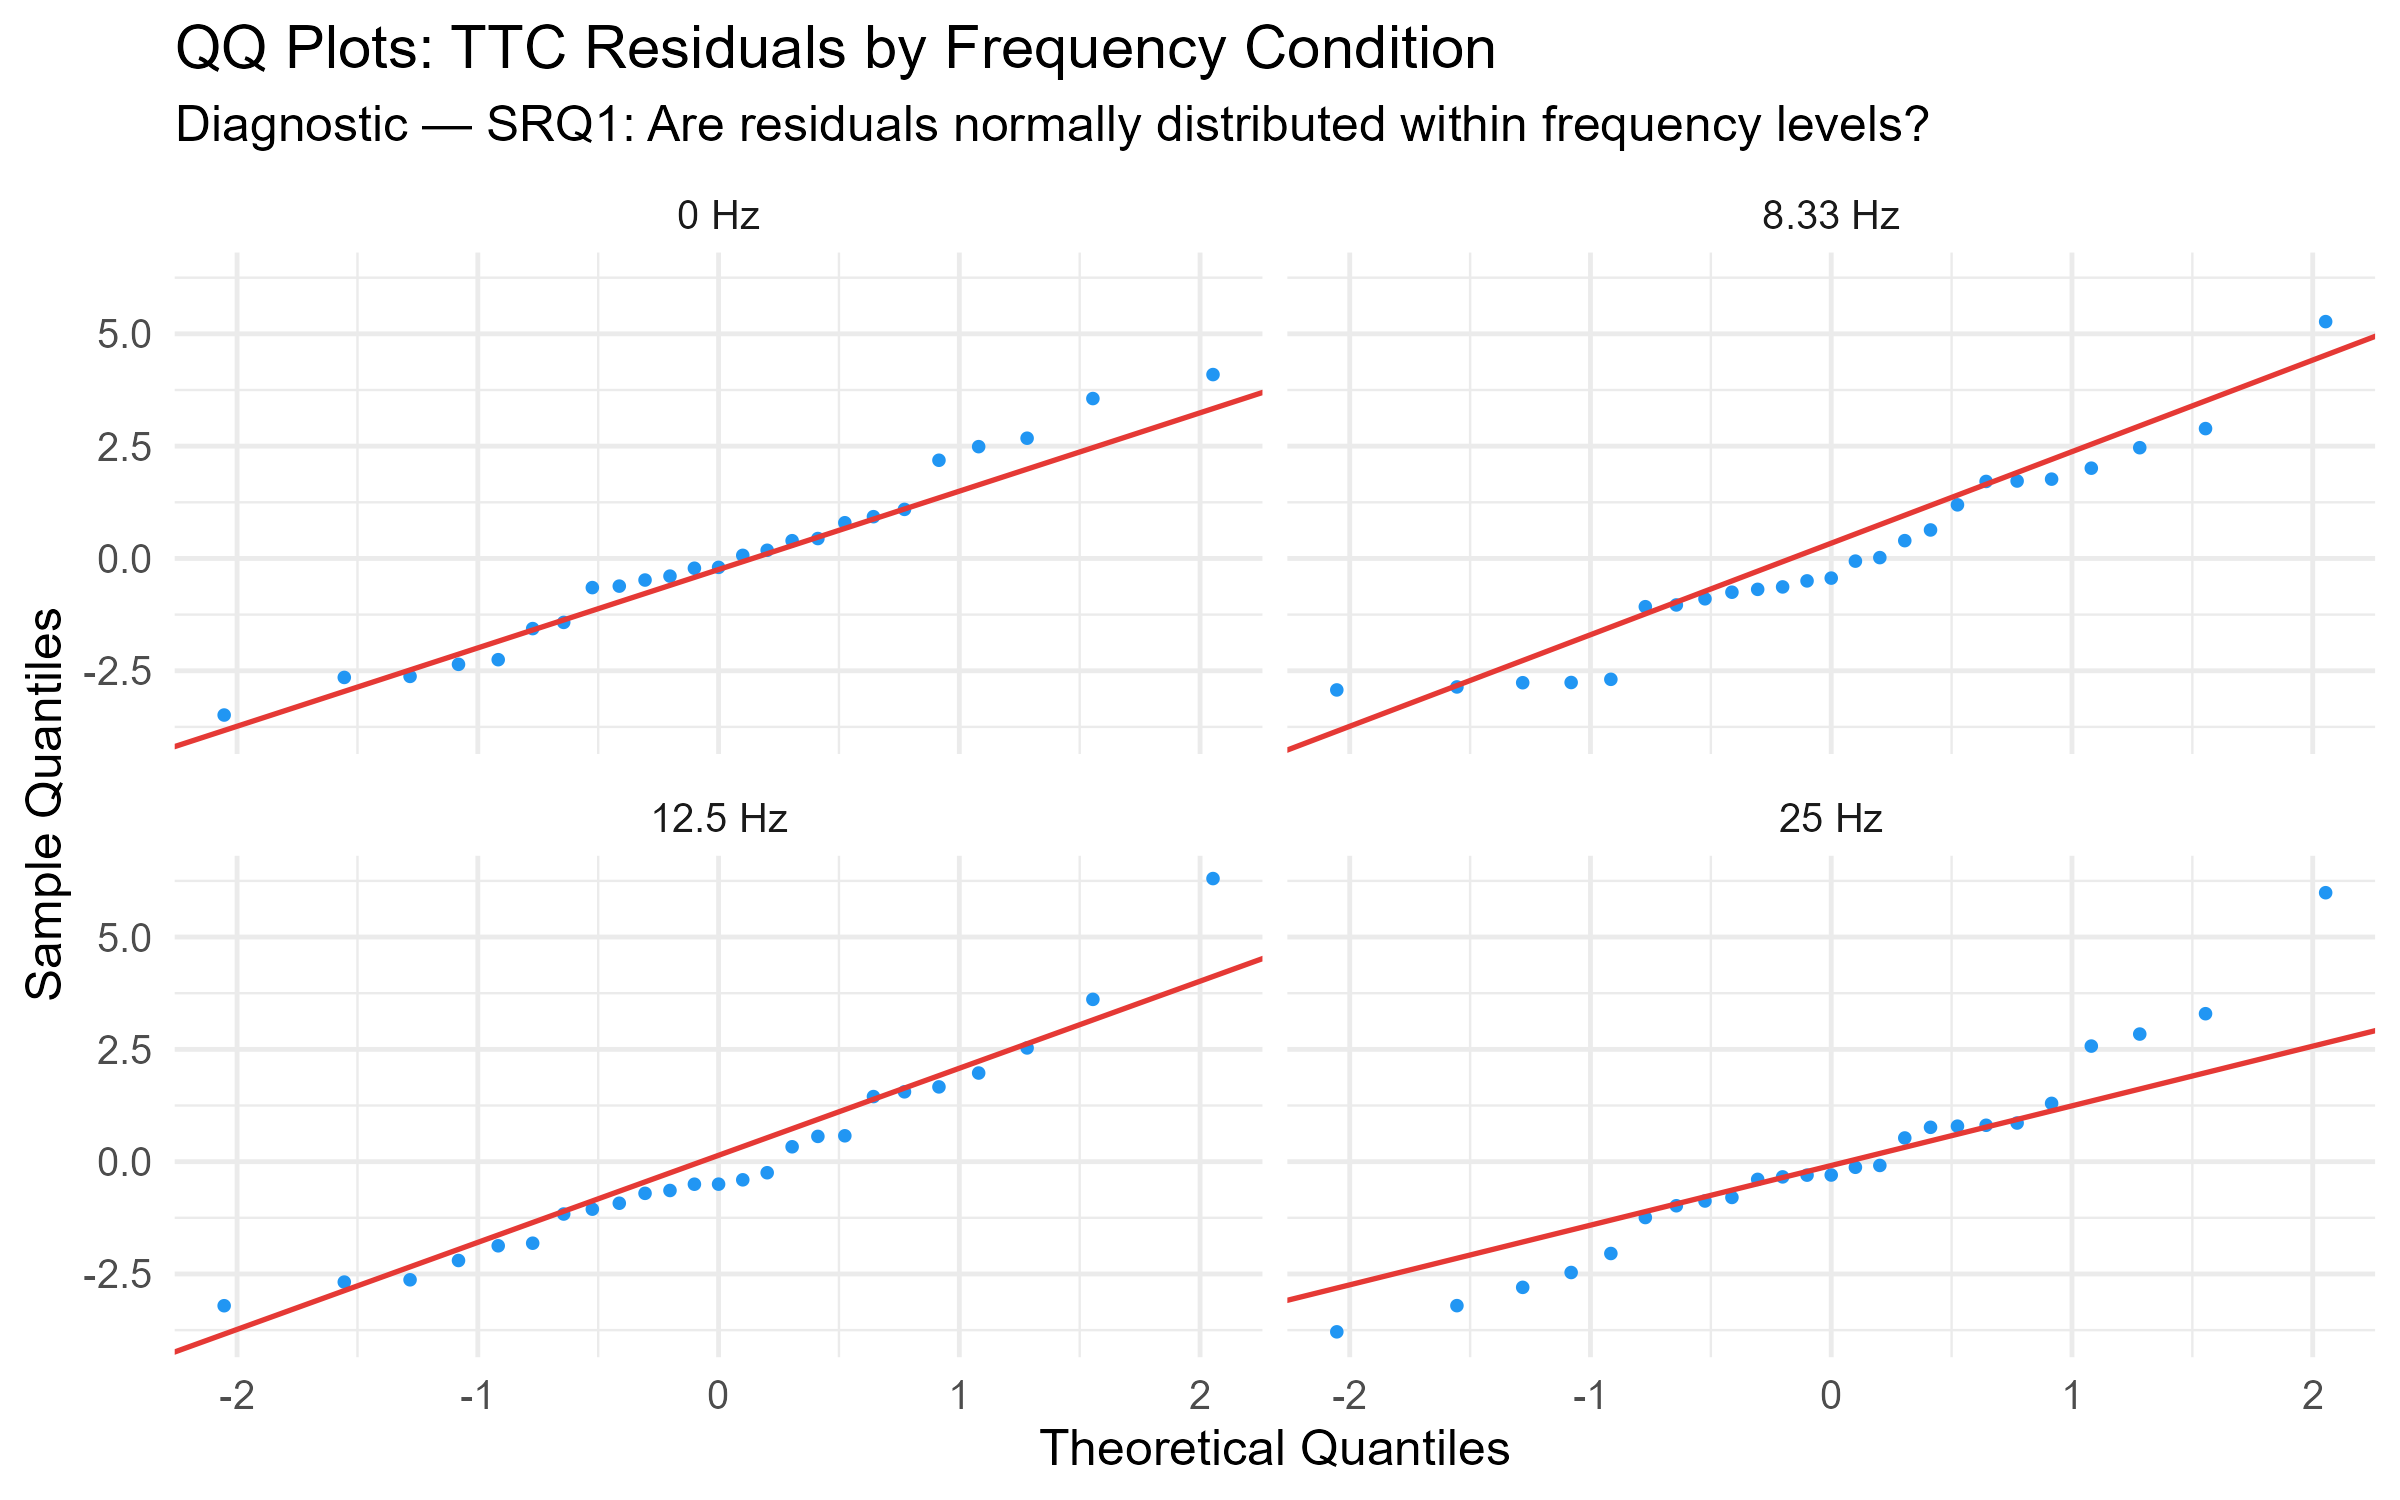 QQ Plots: TTC Residuals by Frequency Condition
Diagnostic — SRQ1: Are residuals normally distributed within frequency levels?
0 Hz
8.33 Hz
5.0
2.5
0.0
-2.5
12.5 Hz
25 Hz
5.0
2.5
0.0
-2.5
Sample Quantiles
-2 -1 0 1 2
-2 -1 0 1 2
Theoretical Quantiles